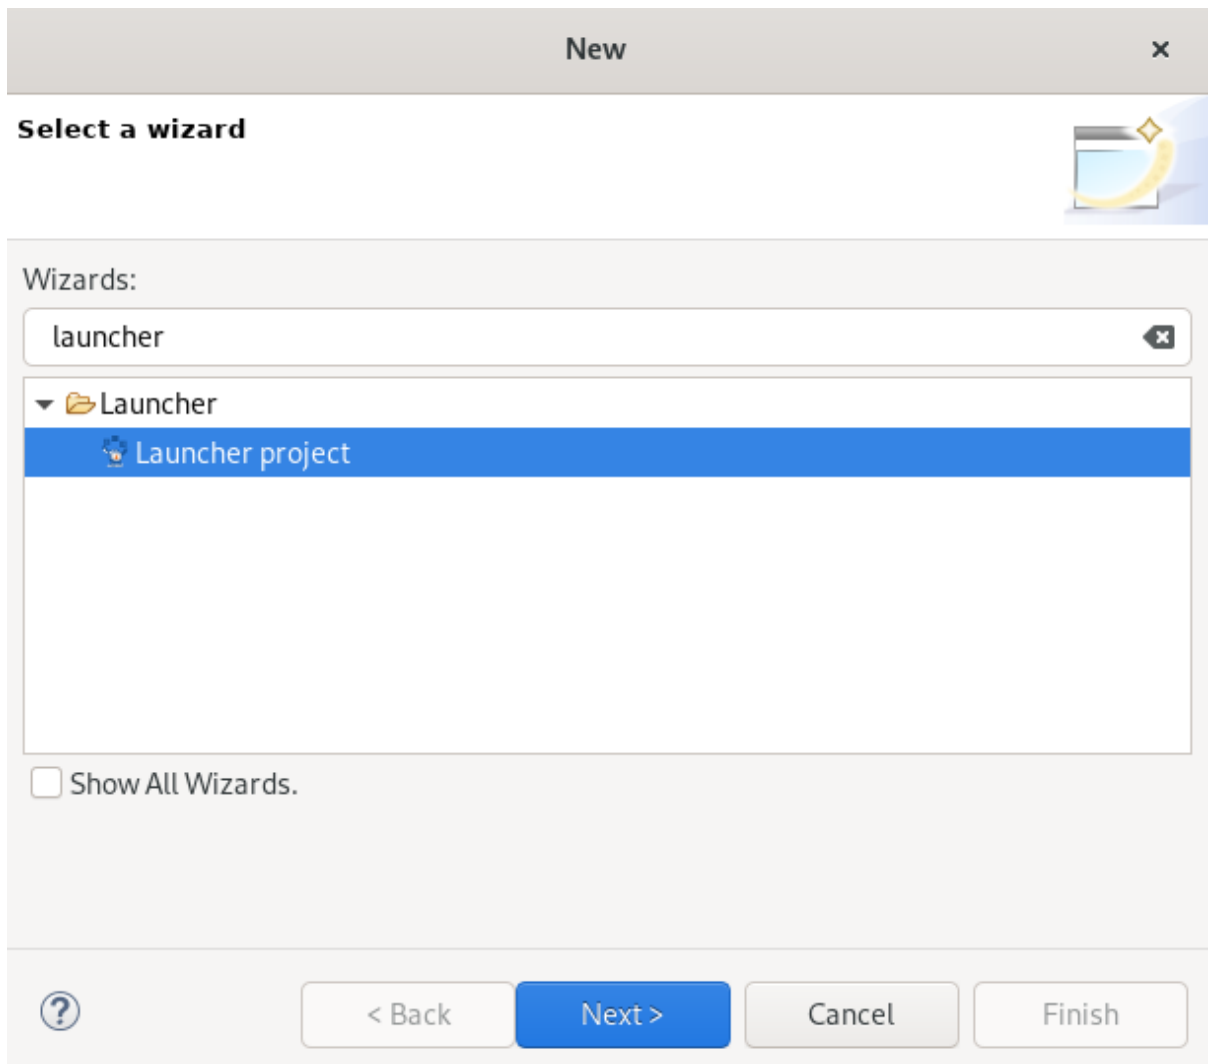 New
Select a wizard
Wizards:
launcher
Launcher
Launcher project
Show All Wizards.
< Back Next > Cancel Finish